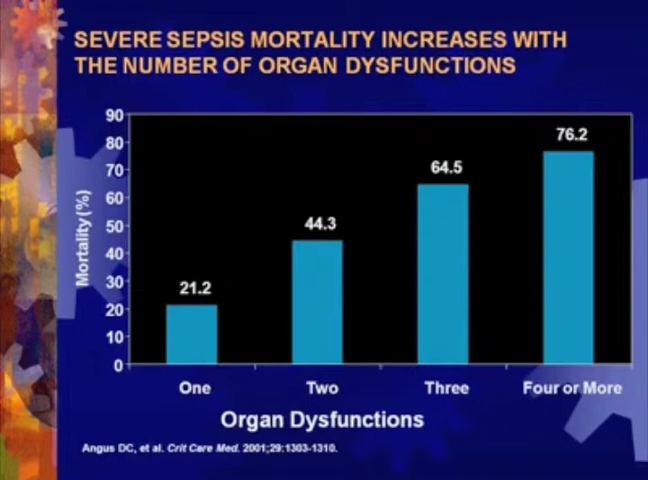 SEVERE SEPSIS MORTALITY INCREASES WITH
THE NUMBER OF ORGAN DYSFUNCTIONS
Mortality (%)
90
80
70
60
50
40
30
20
10
0
21.2
44.3
64.5
76.2
One
Two
Three
Four or More
Organ Dysfunctions
Angus DC, et al. Crit Care Med. 2001;29:1303-1310.